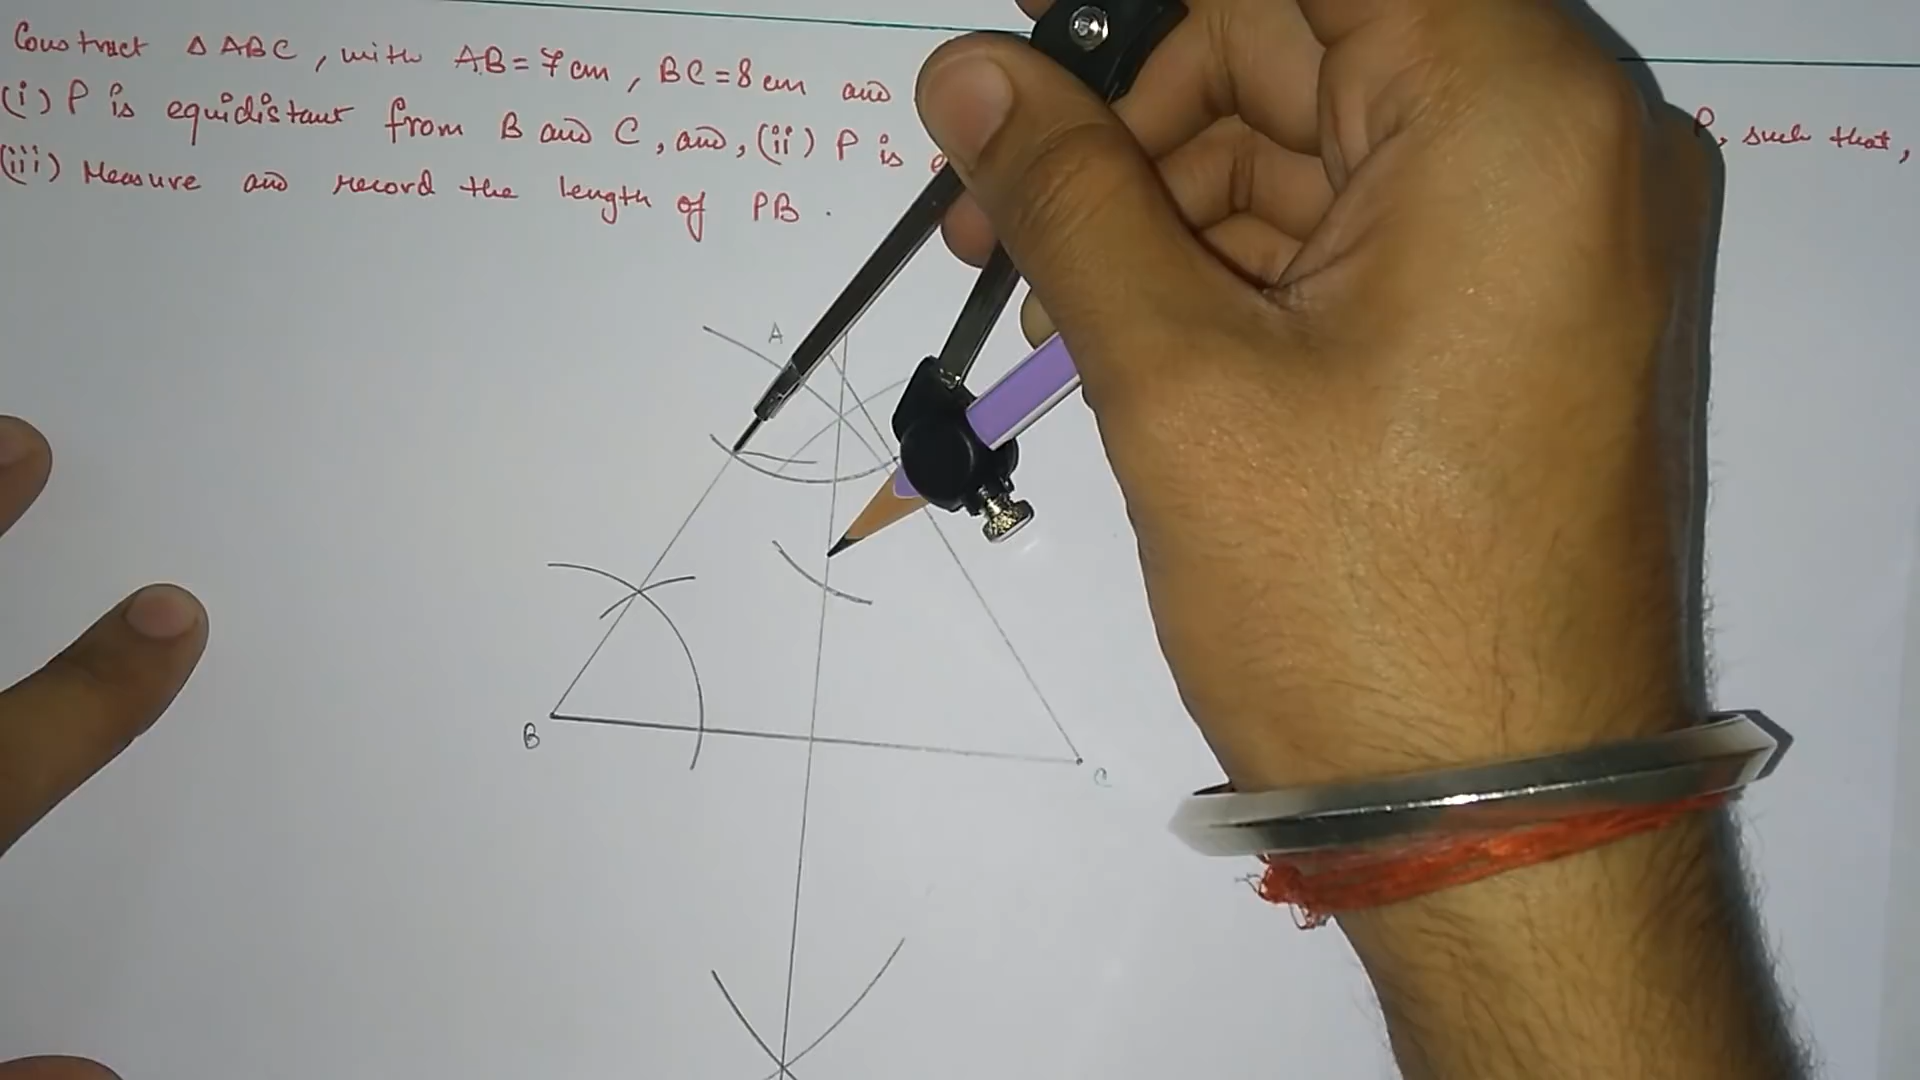 Construct △ ABC, with AB = 7 cm, BC = 8 cm and
(i) P is equidistant from B and C, and, (ii) P is P, such that,
(iii) Measure and record the length of PB.
A
B
C